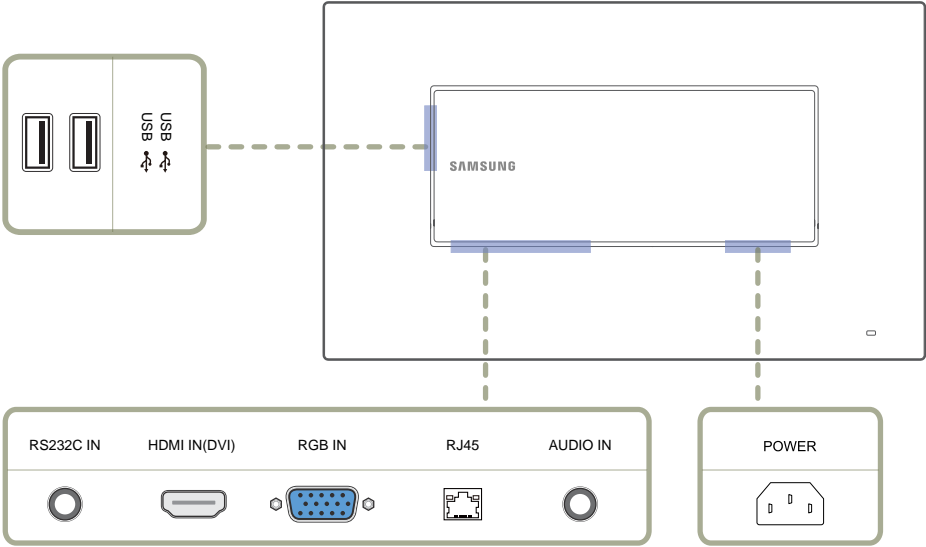 USB
USB
SAMSUNG
RS232C IN
HDMI IN(DVI)
RGB IN
RJ45
AUDIO IN
POWER